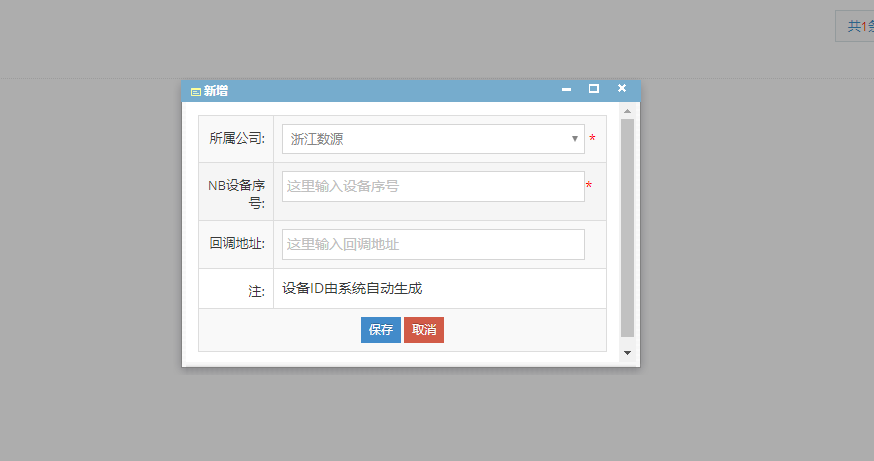 共1条
新增
所属公司:
浙江数源
*
NB设备序
号:
这里输入设备序号
*
回调地址:
这里输入回调地址
注:
设备ID由系统自动生成
保存
取消